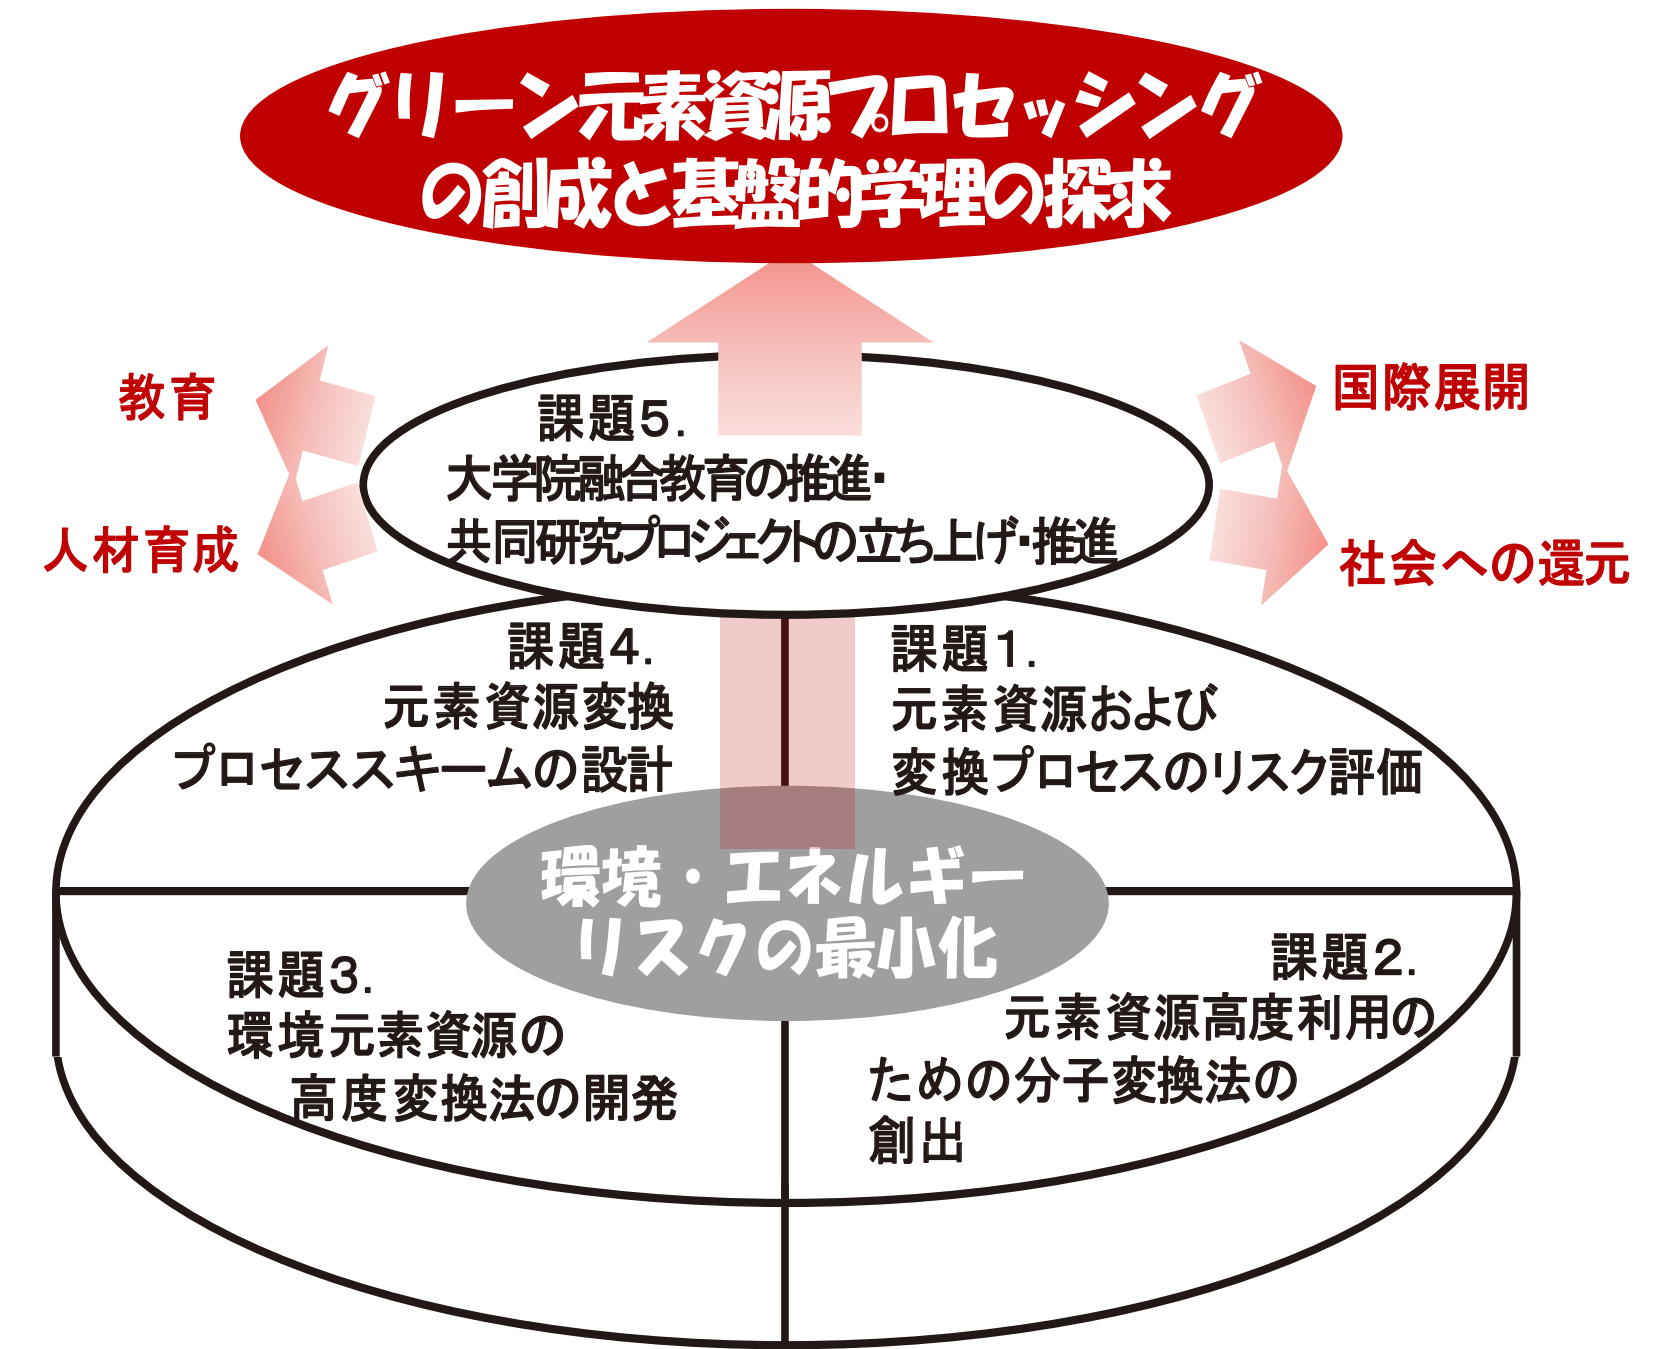 グリーン元素資源プロセッシング
の創成と基盤的学理の探求
教育
人材育成
国際展開
社会への還元
課題5.
大学院融合教育の推進・
共同研究プロジェクトの立ち上げ・推進
課題4.
元素資源変換
プロセススキームの設計
課題1.
元素資源および
変換プロセスのリスク評価
環境・エネルギー
リスクの最小化
課題3.
環境元素資源の
高度変換法の開発
課題2.
元素資源高度利用の
ための分子変換法の
創出